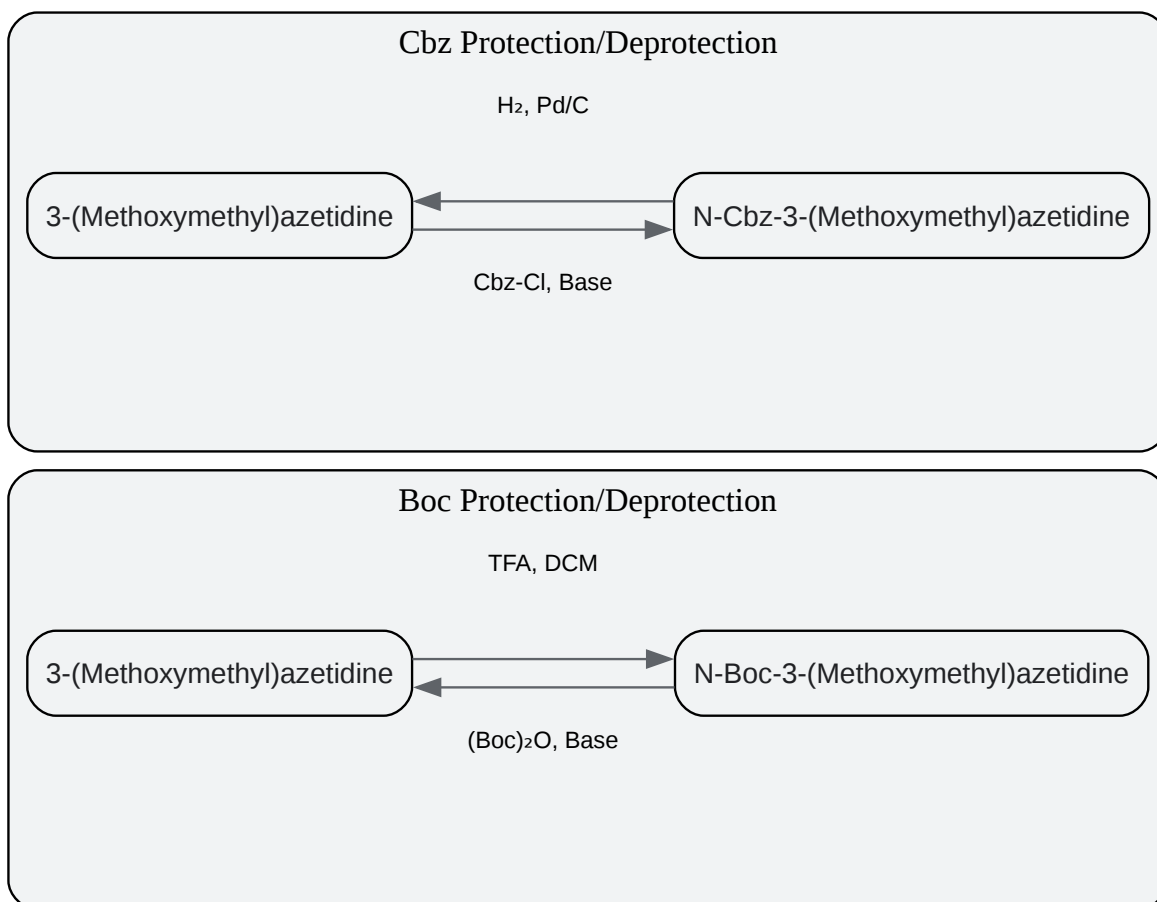 Cbz Protection/Deprotection
H₂, Pd/C
3-(Methoxymethyl)azetidine
N-Cbz-3-(Methoxymethyl)azetidine
Cbz-Cl, Base
Boc Protection/Deprotection
TFA, DCM
3-(Methoxymethyl)azetidine
N-Boc-3-(Methoxymethyl)azetidine
(Boc)₂O, Base